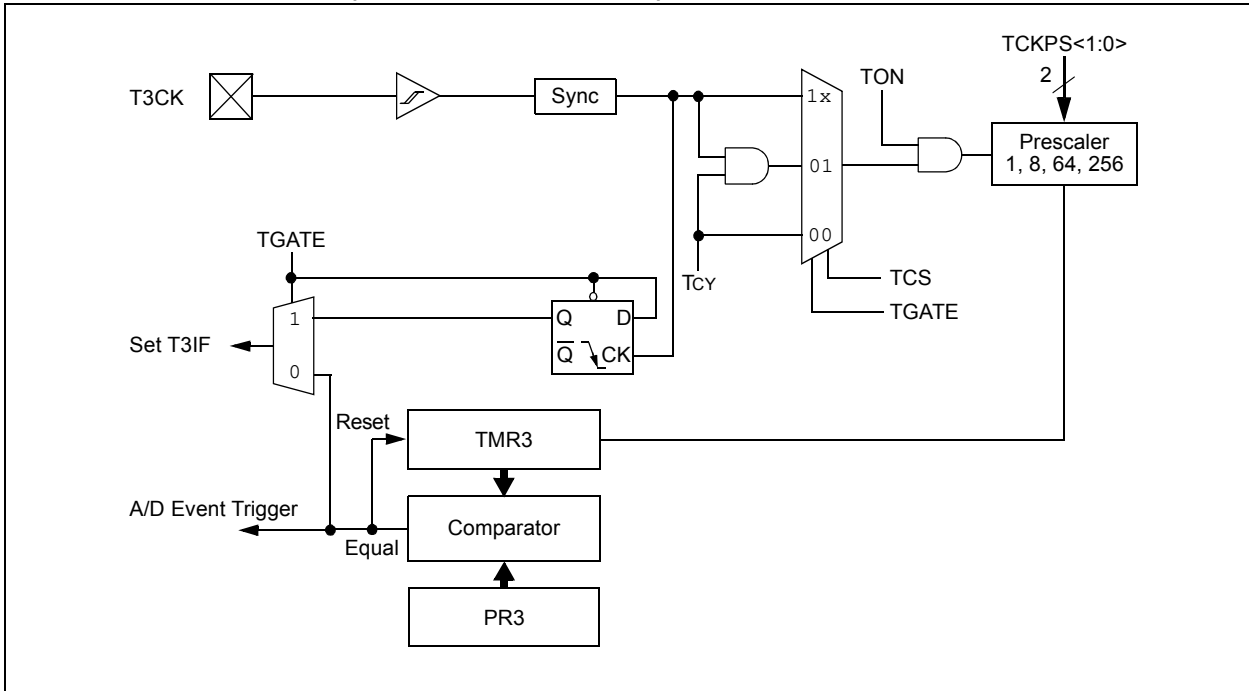 TCKPS<1:0>
2
TON
T3CK
Sync
1x
Prescaler
1, 8, 64, 256
01
TGATE
00
TCY
TCS
TGATE
1
Q
D
Set T3IF
Q
CK
0
Reset
TMR3
A/D Event Trigger
Equal
Comparator
PR3